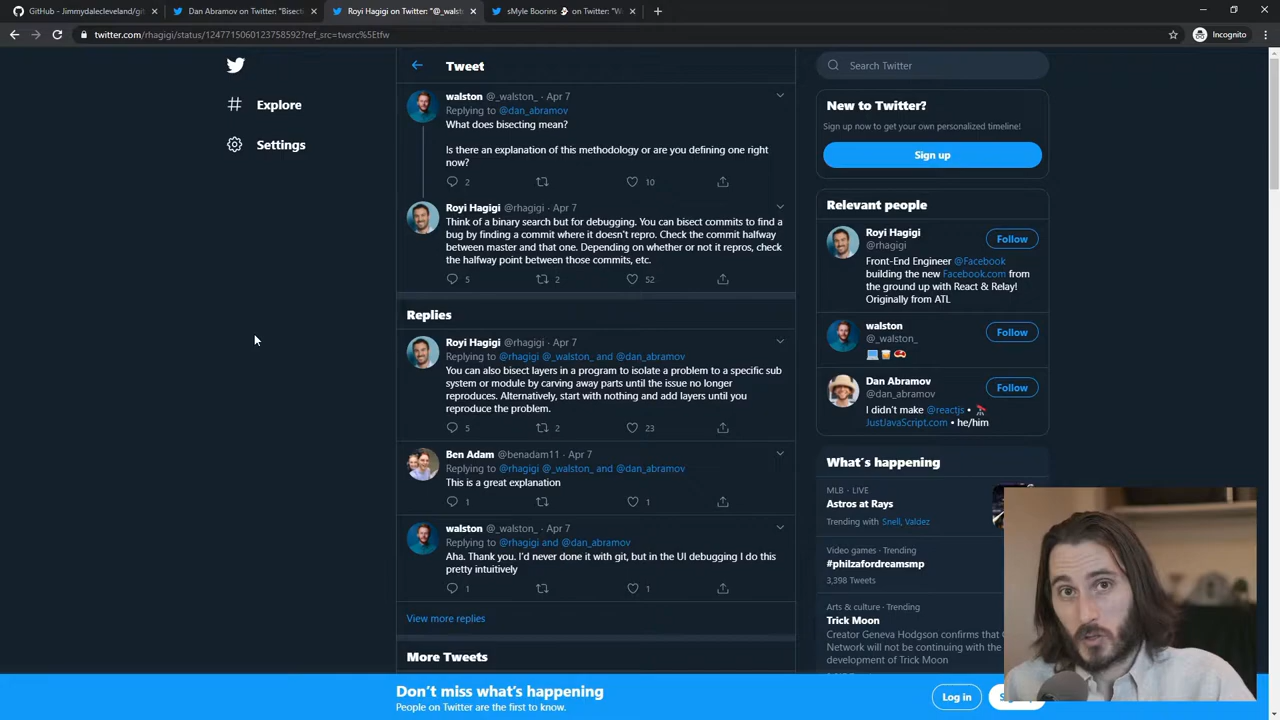 GitHub - Jimmydalecleveland/git
Dan Abramov on Twitter: "Bisecti
Royi Hagigi on Twitter: "@_walst
sMyle Boorins on Twitter: "W
twitter.com/rhagigi/status/1247715060123758592?ref_src=twsrc%5Etfw
Incognito
Explore
Settings
Tweet
walston @_walston_ · Apr 7
Replying to @dan_abramov
What does bisecting mean?
Is there an explanation of this methodology or are you defining one right
now?
2 10
Royi Hagigi @rhagigi · Apr 7
Think of a binary search but for debugging. You can bisect commits to find a
bug by finding a commit where it doesn't repro. Check the commit halfway
between master and that one. Depending on whether or not it repros, check
the halfway point between those commits, etc.
5 2 52
Replies
Royi Hagigi @rhagigi · Apr 7
Replying to @rhagigi @_walston_ and @dan_abramov
You can also bisect layers in a program to isolate a problem to a specific sub
system or module by carving away parts until the issue no longer
reproduces. Alternatively, start with nothing and add layers until you
reproduce the problem.
5 2 23
Ben Adam @benadam11 · Apr 7
Replying to @rhagigi @_walston_ and @dan_abramov
This is a great explanation
1 1
walston @_walston_ · Apr 7
Replying to @rhagigi and @dan_abramov
Aha. Thank you. I'd never done it with git, but in the UI debugging I do this
pretty intuitively
1 1
View more replies
More Tweets
Search Twitter
New to Twitter?
Sign up now to get your own personalized timeline!
Sign up
Relevant people
Royi Hagigi
@rhagigi
Follow
Front-End Engineer @Facebook
building the new Facebook.com from
the ground up with React & Relay!
Originally from ATL
walston
@_walston_
Follow
Dan Abramov
@dan_abramov
Follow
I didn't make @reactjs •
JustJavaScript.com • he/him
What's happening
MLB · LIVE
Astros at Rays
Trending with Snell, Valdez
Video games · Trending
#philzafordreamsmp
3,398 Tweets
Arts & culture · Trending
Trick Moon
Creator Geneva Hodgson confirms that
Network will not be continuing with the
development of Trick Moon
Don't miss what's happening
People on Twitter are the first to know.
Log in